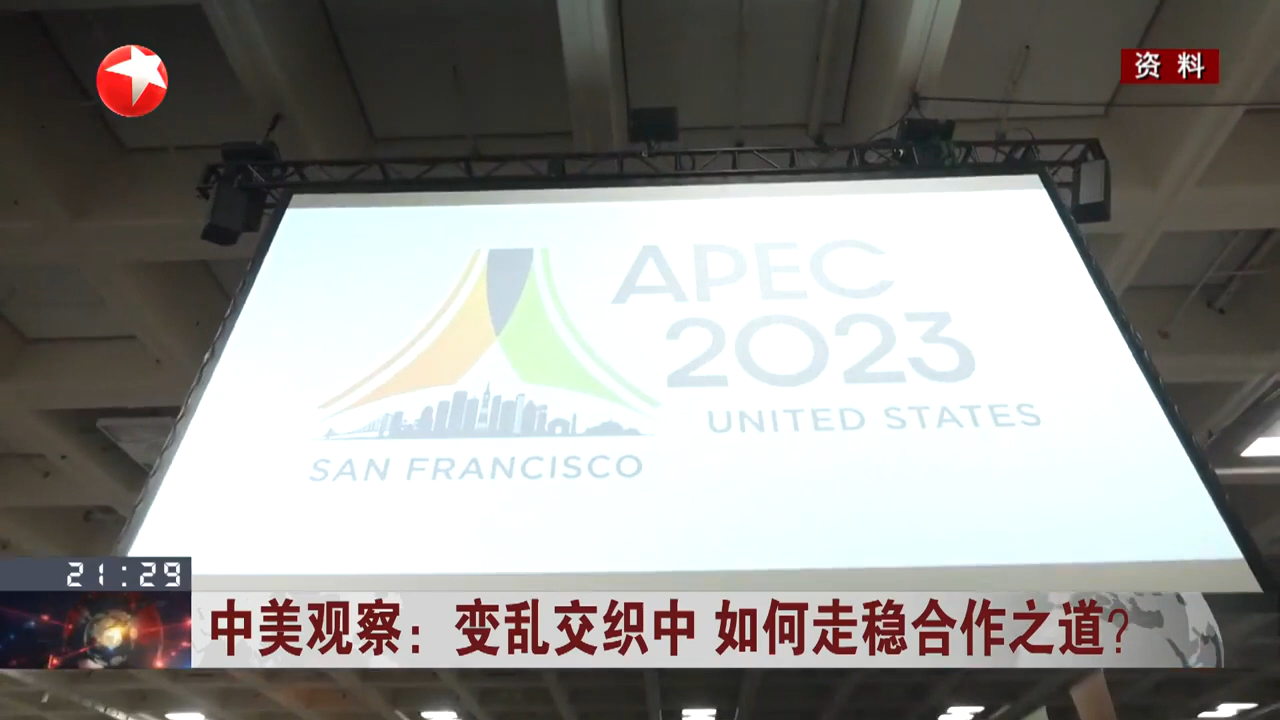 资料
APEC
2023
UNITED STATES
SAN FRANCISCO
21:29
中美观察：变乱交织中 如何走稳合作之道?